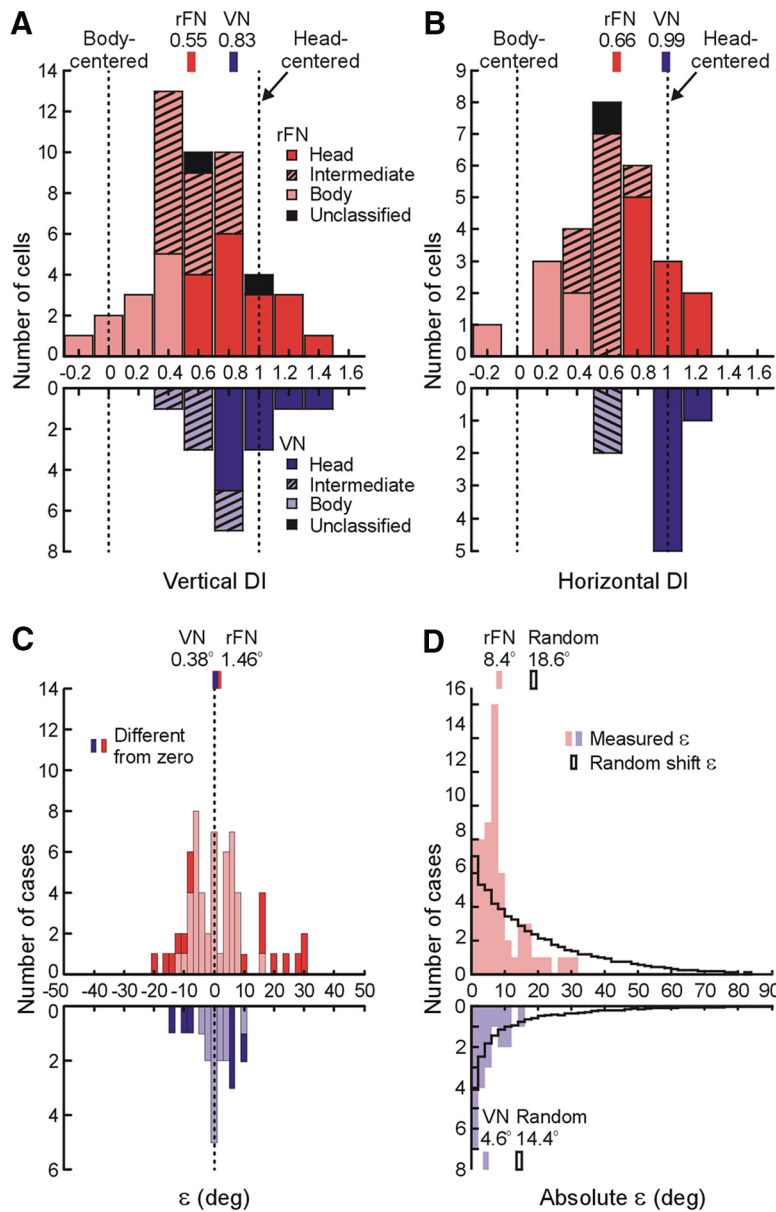 A
rFN VN
0.55 0.83
Body-centered
Head-centered
14
12
10
8
6
4
2
0
Number of cells
rFN
Head
Intermediate
Body
Unclassified
-0.2 0 0.2 0.4 0.6 0.8 1 1.2 1.4 1.6
0
2
4
6
8
VN
Head
Intermediate
Body
Unclassified
Vertical DI
B
rFN VN
0.66 0.99
Body-centered
Head-centered
9
8
7
6
5
4
3
2
1
0
Number of cells
-0.2 0 0.2 0.4 0.6 0.8 1 1.2 1.4 1.6
0
1
2
3
4
5
Horizontal DI
C
VN rFN
0.38° 1.46°
14
12
10
8
6
4
2
0
Different
from zero
Number of cases
-50 -40 -30 -20 -10 0 10 20 30 40 50
0
2
4
6
ε (deg)
D
rFN Random
8.4° 18.6°
16
14
12
10
8
6
4
2
0
Measured ε
Random shift ε
Number of cases
0 10 20 30 40 50 60 70 80 90
0
2
4
6
8
VN Random
4.6° 14.4°
Absolute ε (deg)